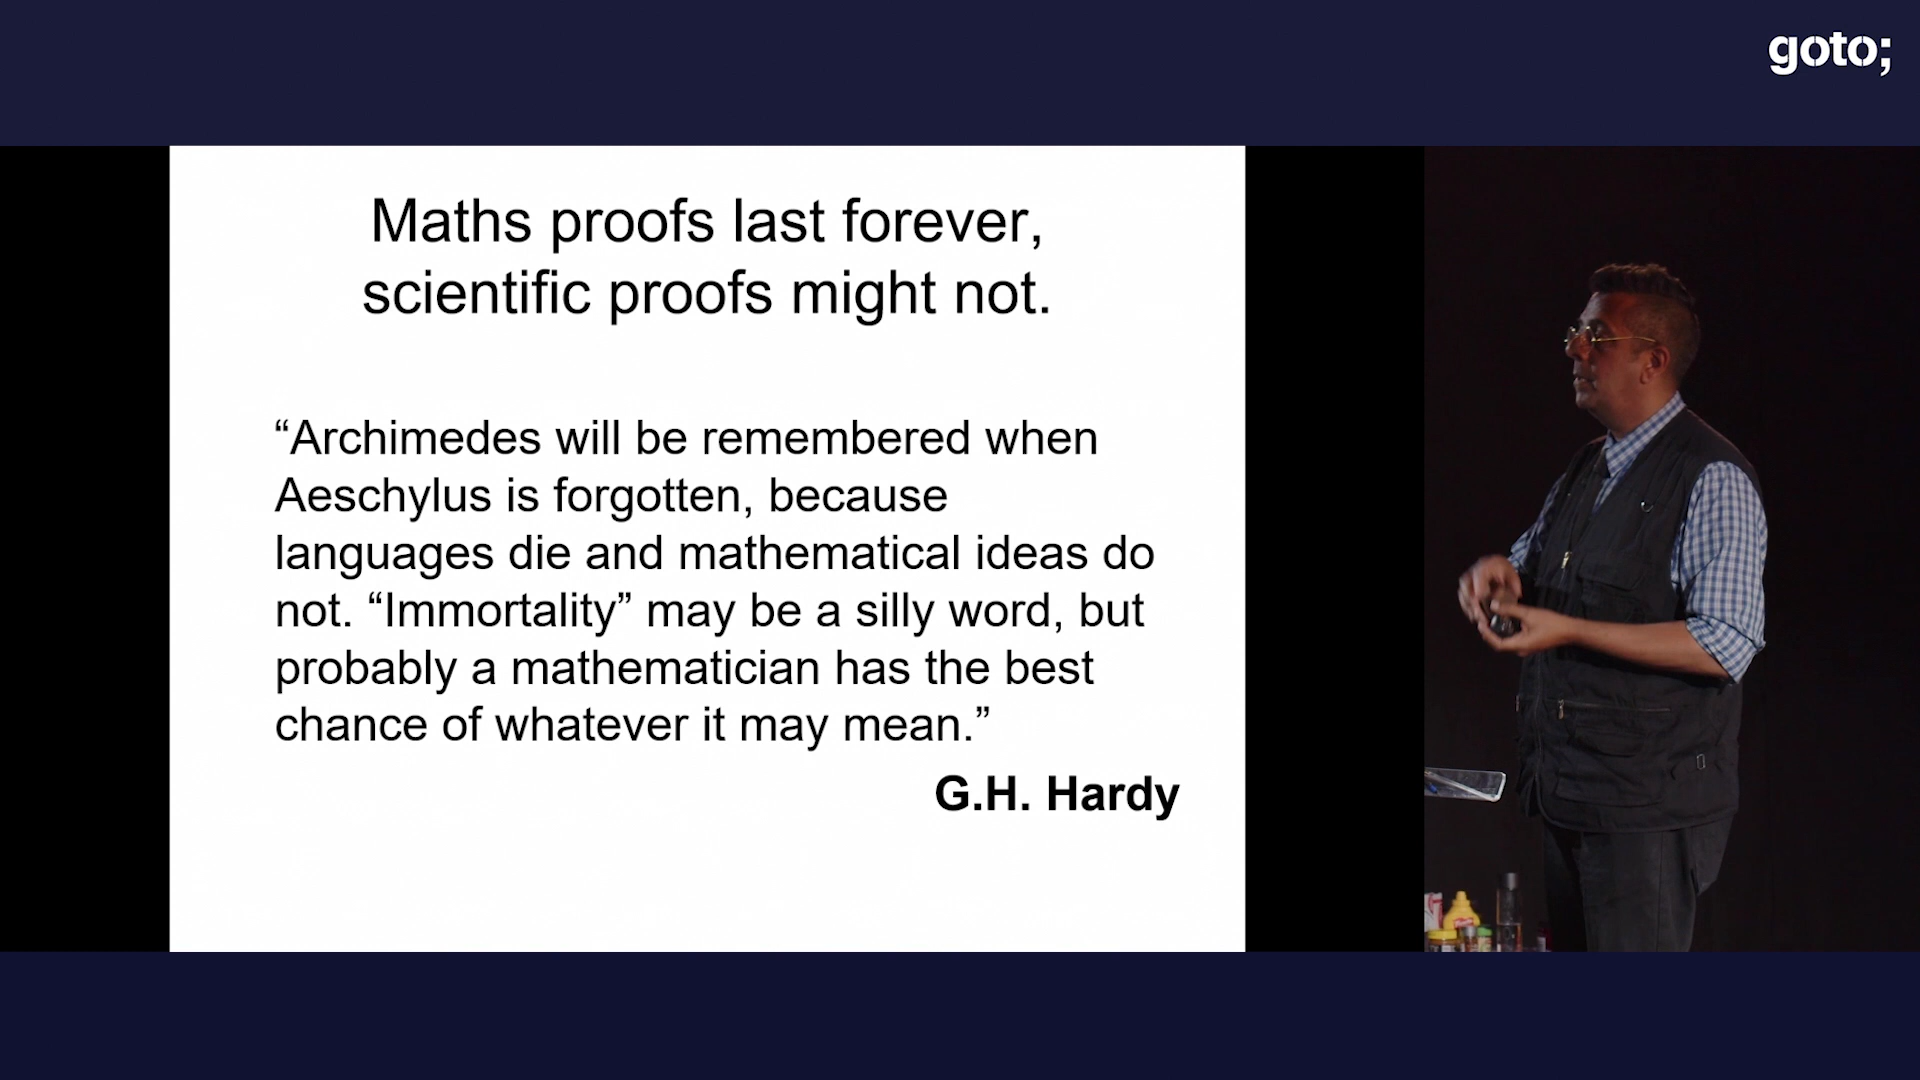 goto;
Maths proofs last forever,
scientific proofs might not.
“Archimedes will be remembered when
Aeschylus is forgotten, because
languages die and mathematical ideas do
not. “Immortality” may be a silly word, but
probably a mathematician has the best
chance of whatever it may mean.”
G.H. Hardy